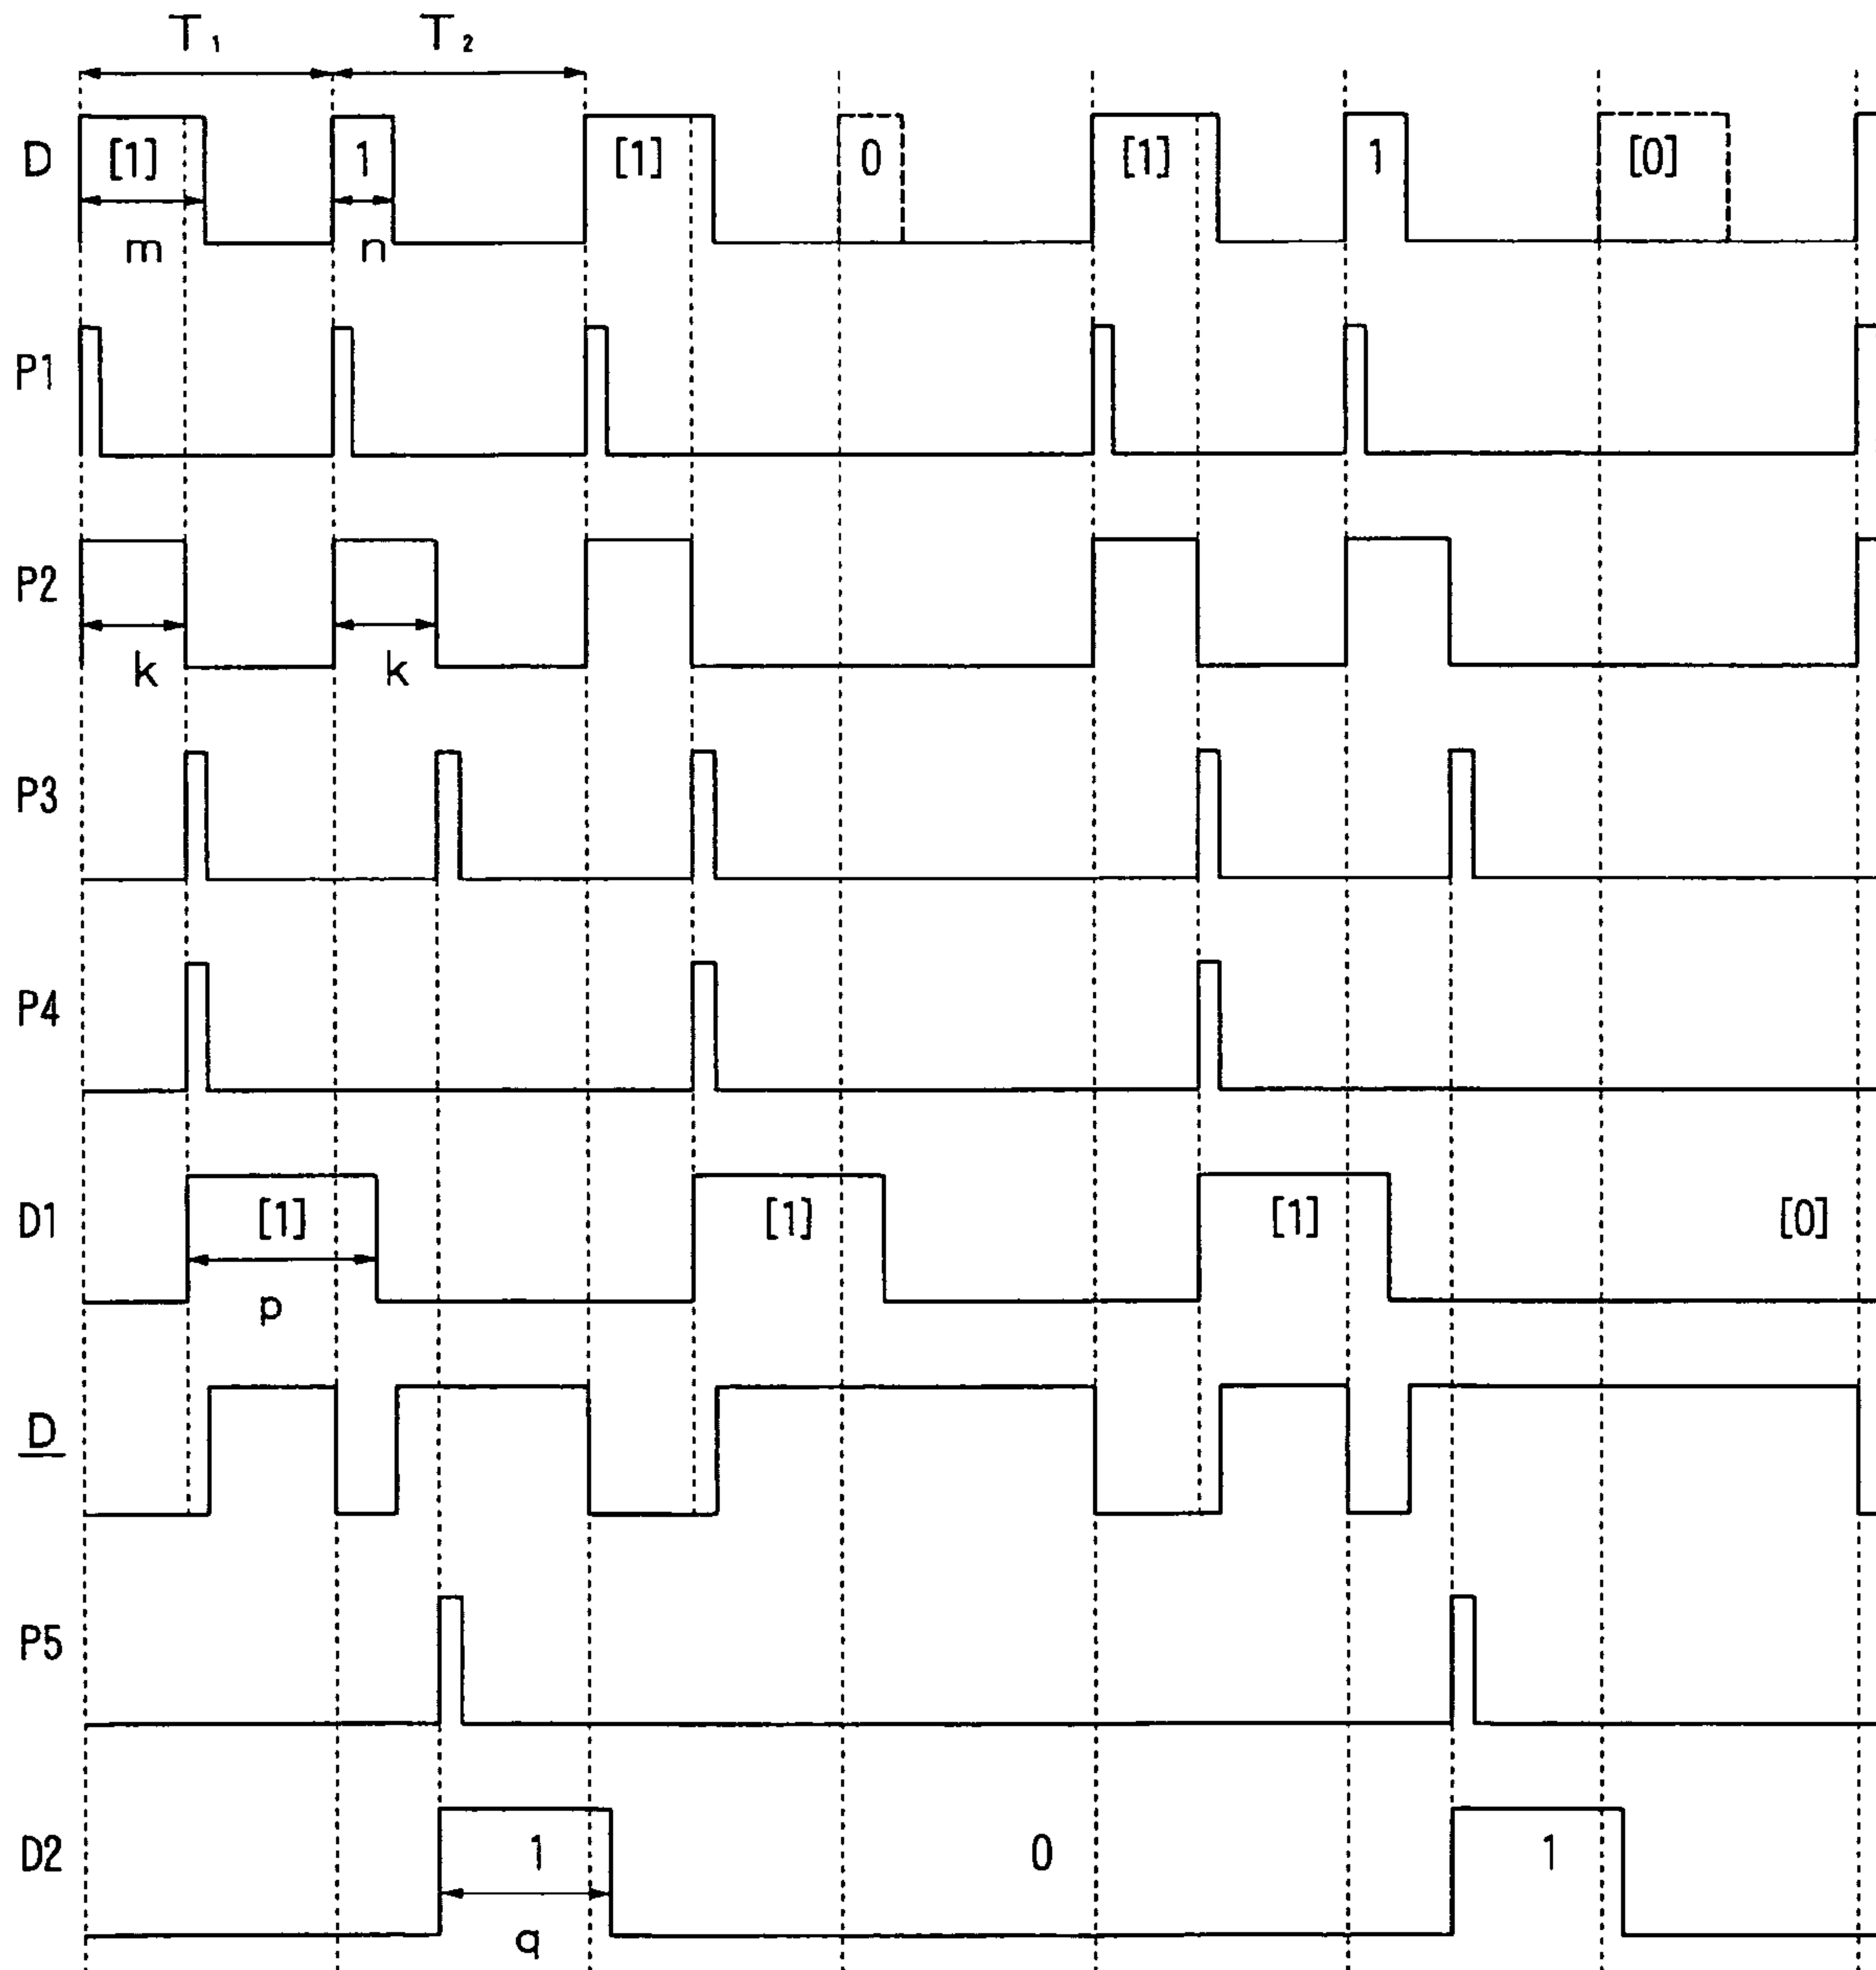 T₁ T₂
D [1] 1 [1] 0 [1] 1 [0]
m n
P1
P2
k k
P3
P4
D1 [1] [1] [1] [0]
p
D
P5
D2 1 0 1
q